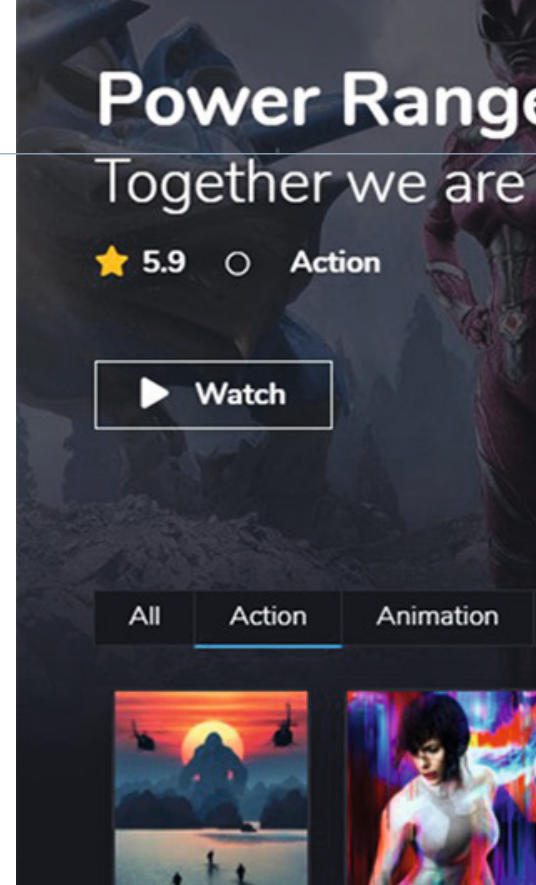 Power Range
Together we are
5.9 Action
Watch
All Action Animation